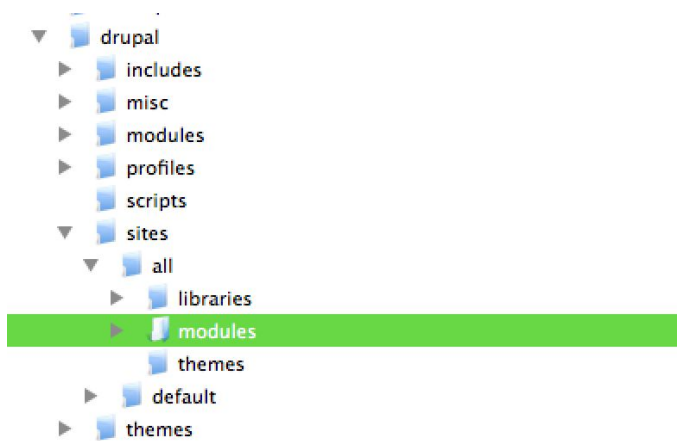 drupal
includes
misc
modules
profiles
scripts
sites
all
libraries
modules
themes
default
themes